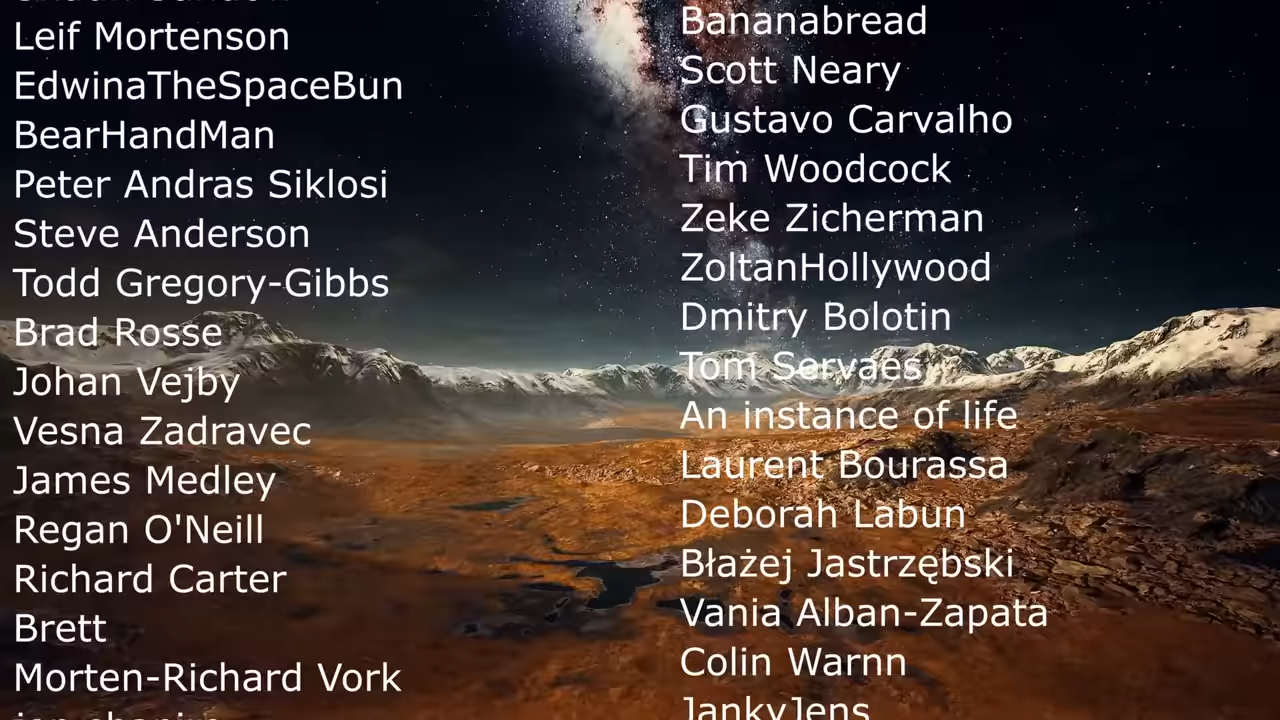 Leif Mortenson
EdwinaTheSpaceBun
BearHandMan
Peter Andras Siklosi
Steve Anderson
Todd Gregory-Gibbs
Brad Rosse
Johan Vejby
Vesna Zadravec
James Medley
Regan O'Neill
Richard Carter
Brett
Morten-Richard Vork
Bananabread
Scott Neary
Gustavo Carvalho
Tim Woodcock
Zeke Zicherman
ZoltanHollywood
Dmitry Bolotin
Tom Servaes
An instance of life
Laurent Bourassa
Deborah Labun
Błażej Jastrzębski
Vania Alban-Zapata
Colin Warnn
JankyJens